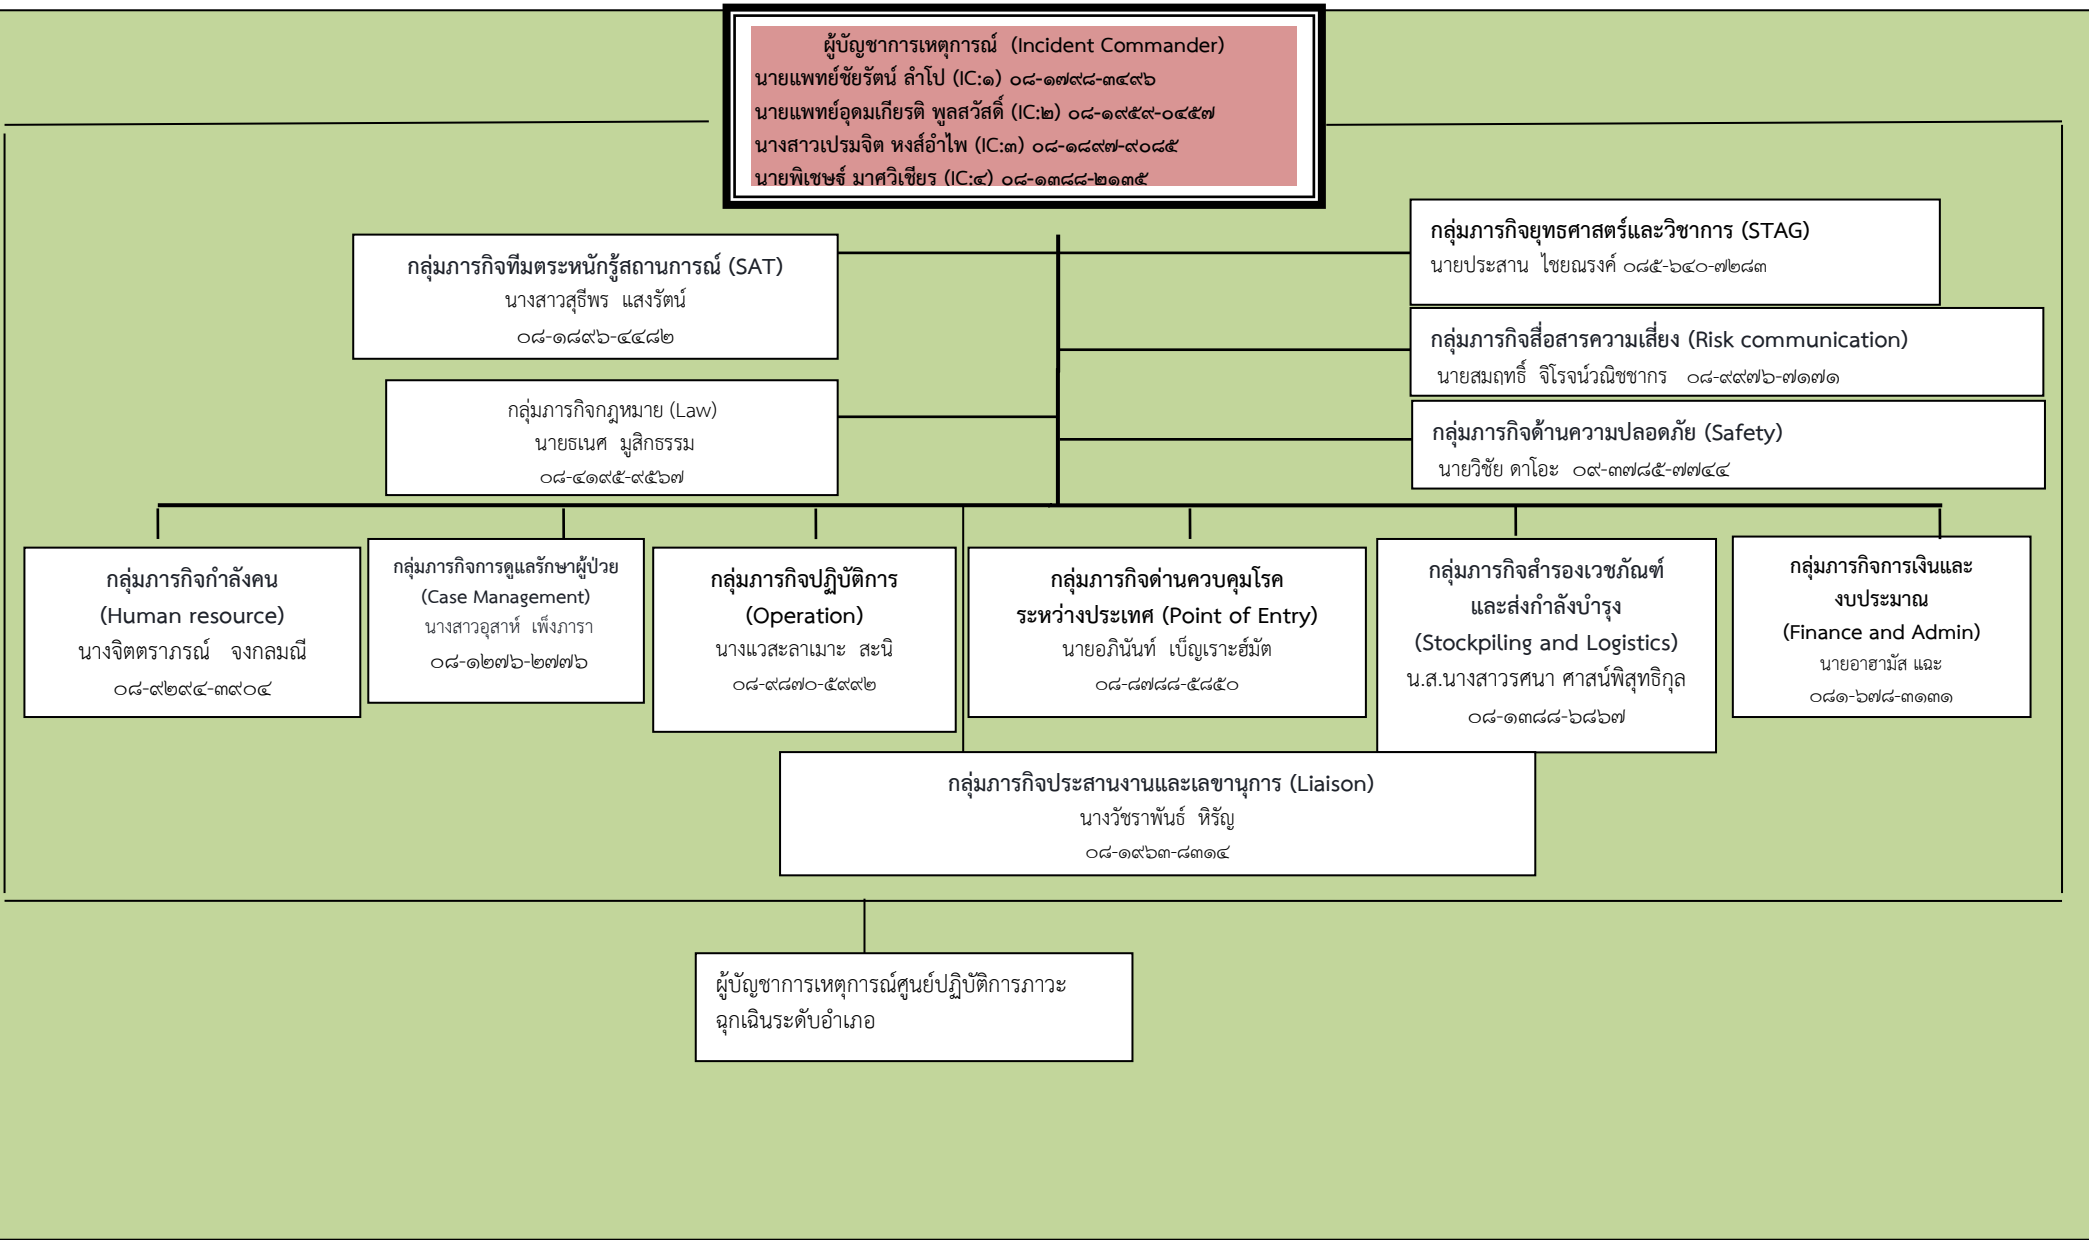 ผู้บัญชาการเหตุการณ์  (Incident Commander)
นายแพทย์ชัยรัตน์ ลำโป (IC:๑) ๐๘-๑๗๙๘-๓๔๙๖
นายแพทย์อุดมเกียรติ พูลสวัสดิ์ (IC:๒) ๐๘-๑๙๕๙-๐๔๕๗
นางสาวเปรมจิต หงส์อำไพ (IC:๓) ๐๘-๑๘๙๗-๙๐๘๕
นายพิเชษฐ์ มาศวิเชียร (IC:๔) ๐๘-๑๓๘๘-๒๑๓๕
กลุ่มภารกิจทีมตระหนักรู้สถานการณ์ (SAT)
นางสาวสุธีพร  แสงรัตน์
๐๘-๑๘๙๖-๔๔๘๒
กลุ่มภารกิจยุทธศาสตร์และวิชาการ (STAG)
นายประสาน  ไชยณรงค์ ๐๘๕-๖๔๐-๗๒๘๓
กลุ่มภารกิจสื่อสารความเสี่ยง (Risk communication)
นายสมฤทธิ์  จิโรจน์วณิชชากร   ๐๘-๙๙๗๖-๗๑๗๑
กลุ่มภารกิจกฎหมาย (Law)
นายธเนศ  มูสิกธรรม
๐๘-๔๑๙๕-๙๕๖๗
กลุ่มภารกิจด้านความปลอดภัย (Safety)
นายวิชัย ดาโอะ  ๐๙-๓๗๘๕-๗๗๔๔
กลุ่มภารกิจกำลังคน
(Human resource)
นางจิตตราภรณ์   จงกลมณี
๐๘-๙๒๙๔-๓๙๐๔
กลุ่มภารกิจการดูแลรักษาผู้ป่วย
(Case Management)
นางสาวอุสาห์  เพ็งภารา
๐๘-๑๒๗๖-๒๗๗๖
กลุ่มภารกิจปฏิบัติการ
(Operation)
นางแวสะลาเมาะ  สะนิ
๐๘-๙๘๗๐-๕๙๙๒
กลุ่มภารกิจด่านควบคุมโรค
ระหว่างประเทศ (Point of Entry)
นายอภินันท์  เบ็ญเราะฮ์มัต
๐๘-๘๗๘๘-๕๘๕๐
กลุ่มภารกิจสำรองเวชภัณฑ์
และส่งกำลังบำรุง
(Stockpiling and Logistics)
น.ส.นางสาวรศนา ศาสน์พิสุทธิกุล
๐๘-๑๓๘๘-๖๘๖๗
กลุ่มภารกิจการเงินและ
งบประมาณ
(Finance and Admin)
นายอาฮามัส แฉะ
๐๘๑-๖๗๘-๓๑๓๑
กลุ่มภารกิจประสานงานและเลขานุการ (Liaison)
นางวัชราพันธ์  หิรัญ
๐๘-๑๙๖๓-๘๓๑๔
ผู้บัญชาการเหตุการณ์ศูนย์ปฏิบัติการภาวะ
ฉุกเฉินระดับอำเภอ